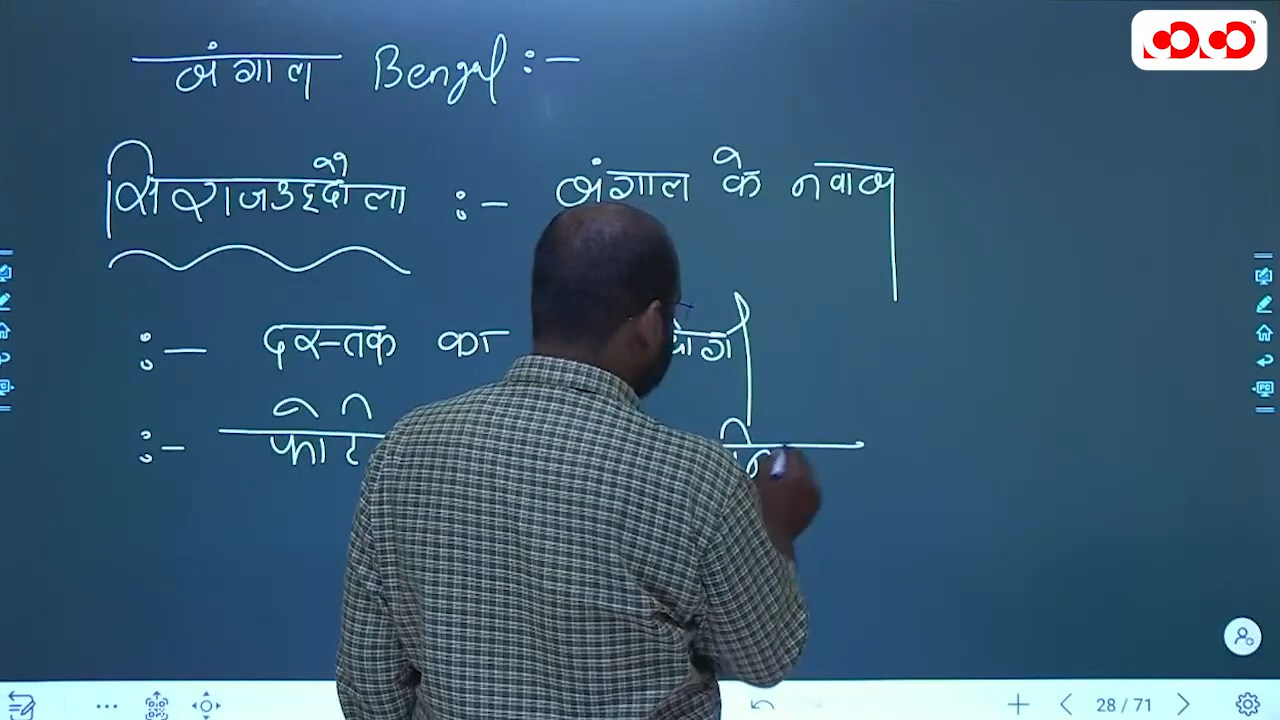 बंगाल Bengal :-
सिराजउद्दौला :- बंगाल के नवाब
:- दस्तक का
:-
28 / 71